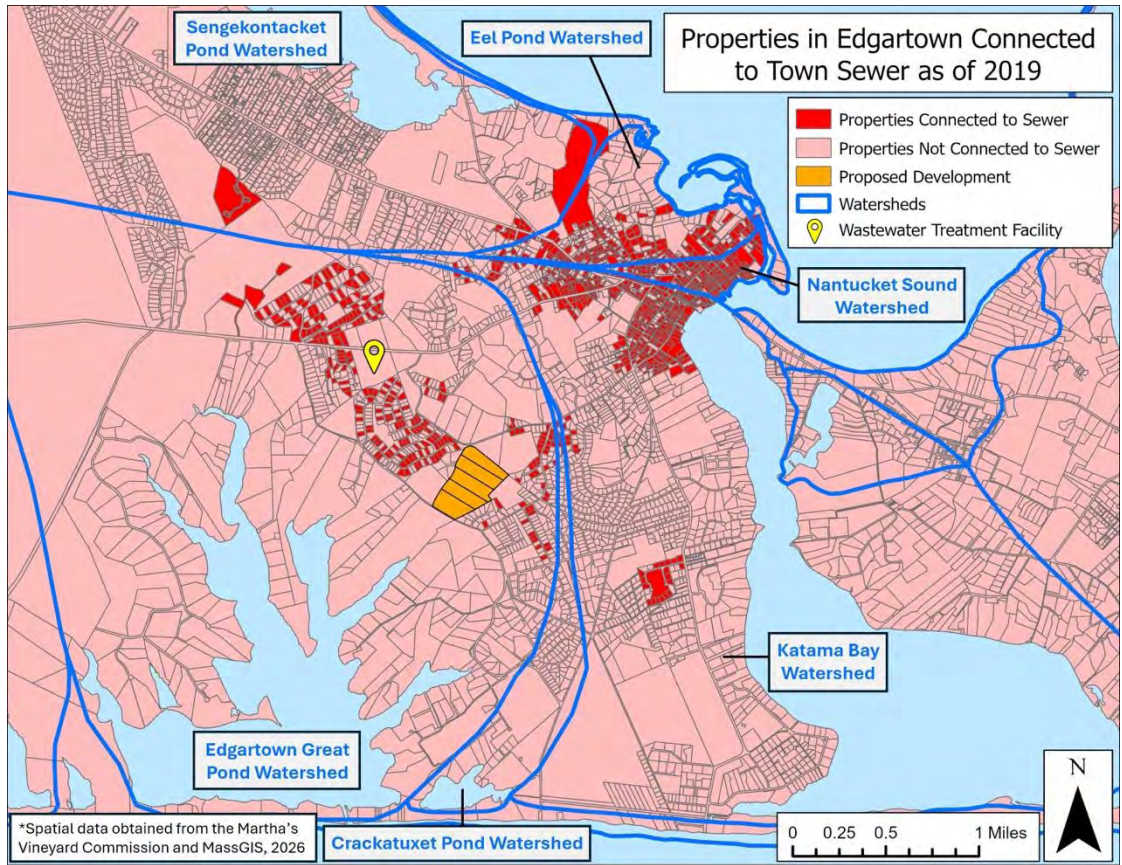 Sengekontacket
Pond Watershed
Eel Pond Watershed
Properties in Edgartown Connected
to Town Sewer as of 2019
Properties Connected to Sewer
Properties Not Connected to Sewer
Proposed Development
Watersheds
Wastewater Treatment Facility
Nantucket Sound
Watershed
Katama Bay
Watershed
Edgartown Great
Pond Watershed
Crackatuxet Pond Watershed
*Spatial data obtained from the Martha's
Vineyard Commission and MassGIS, 2026
0 0.25 0.5 1 Miles
N